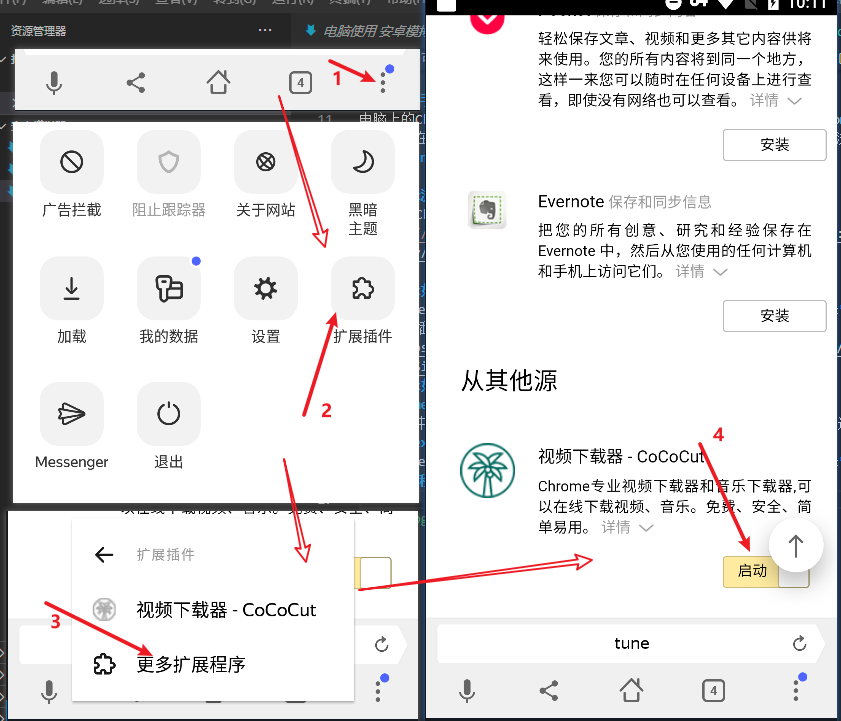 资源管理器
电脑使用 安卓模
4
1
11
电脑上的C
广告拦截
阻止跟踪器
关于网站
黑暗
主题
加载
我的数据
设置
扩展插件
2
Messenger
退出
扩展插件
视频下载器 - CoCoCut
3
更多扩展程序
10:11
轻松保存文章、视频和更多其它内容供将
来使用。您的所有内容将到同一个地方，
这样一来您可以随时在任何设备上进行查
看，即使没有网络也可以查看。 详情
安装
Evernote 保存和同步信息
把您的所有创意、研究和经验保存在
Evernote 中，然后从您使用的任何计算机
和手机上访问它们。 详情
安装
从其他源
4
视频下载器 - CoCoCut
Chrome专业视频下载器和音乐下载器,可
以在线下载视频、音乐。免费、安全、简
单易用。 详情
启动
tune
4